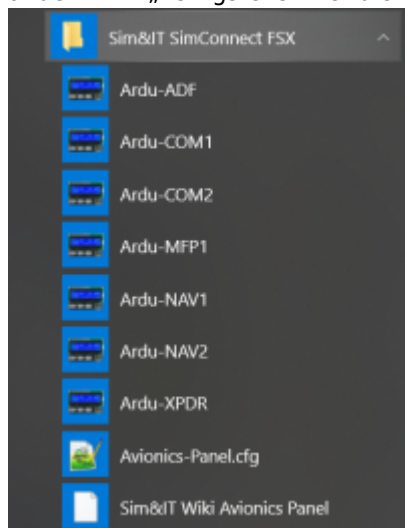 Sim&IT SimConnect FSX
Ardu-ADF
Ardu-COM1
Ardu-COM2
Ardu-MFP1
Ardu-NAV1
Ardu-NAV2
Ardu-XPDR
Avionics-Panel.cfg
Sim&IT Wiki Avionics Panel